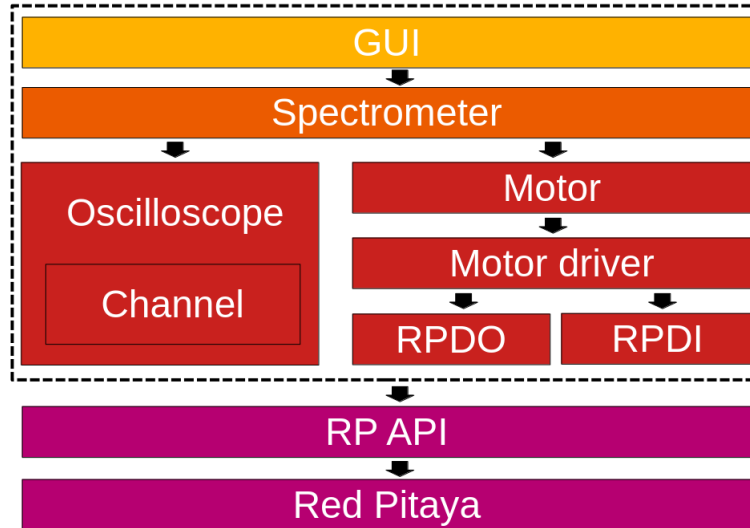 GUI
Spectrometer
Oscilloscope
Channel
Motor
Motor driver
RPDO
RPDI
RP API
Red Pitaya